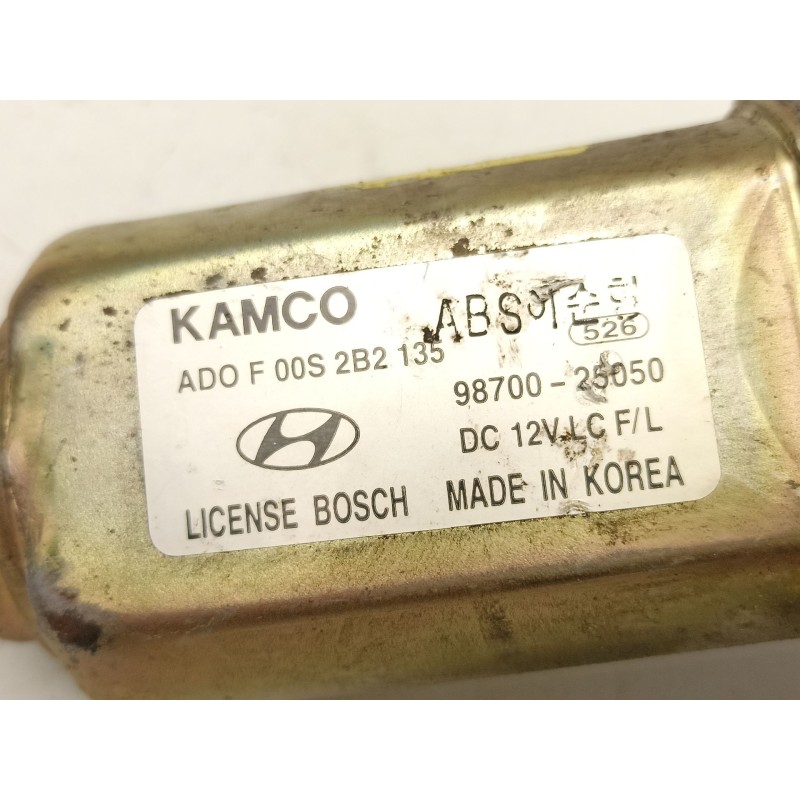 KAMCO
ABS
526
ADO F 00S 2B2 135
98700-25050
DC 12V LC F/L
LICENSE BOSCH MADE IN KOREA